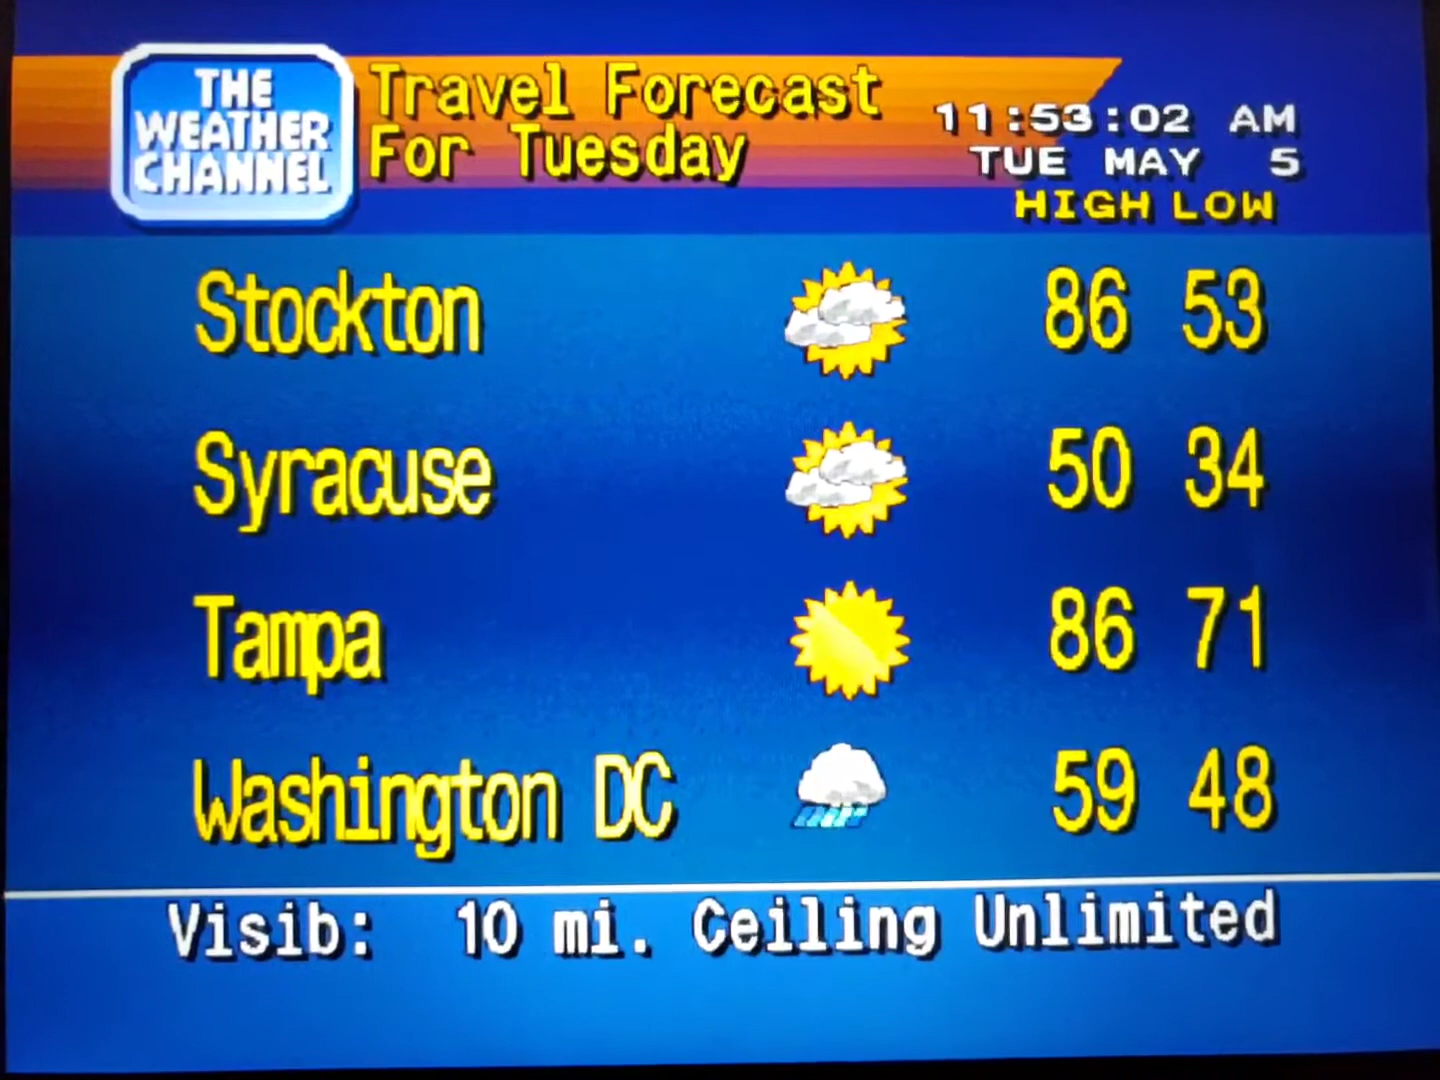 THE
WEATHER
CHANNEL
Travel Forecast
For Tuesday
11:53:02 AM
TUE MAY 5
HIGH LOW
Stockton 86 53
Syracuse 50 34
Tampa 86 71
Washington DC 59 48
Visib: 10 mi. Ceiling Unlimited